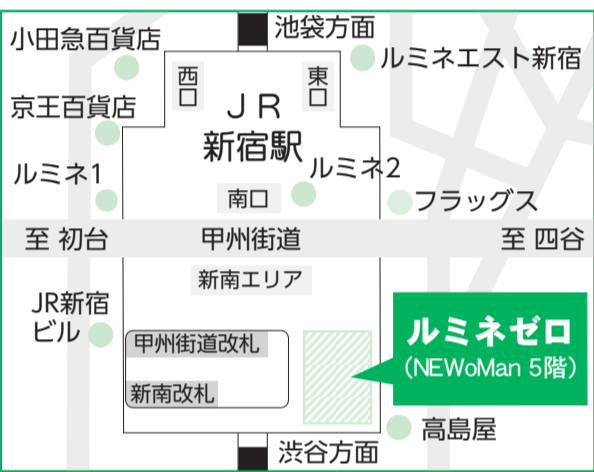 小田急百貨店
池袋方面
ルミネエスト新宿
西口
東口
京王百貨店
JR
新宿駅
ルミネ1
ルミネ2
南口
フラッグス
至 初台
甲州街道
至 四谷
新南エリア
JR新宿
ビル
甲州街道改札
新南改札
ルミネゼロ
(NEWoMan 5階)
高島屋
渋谷方面